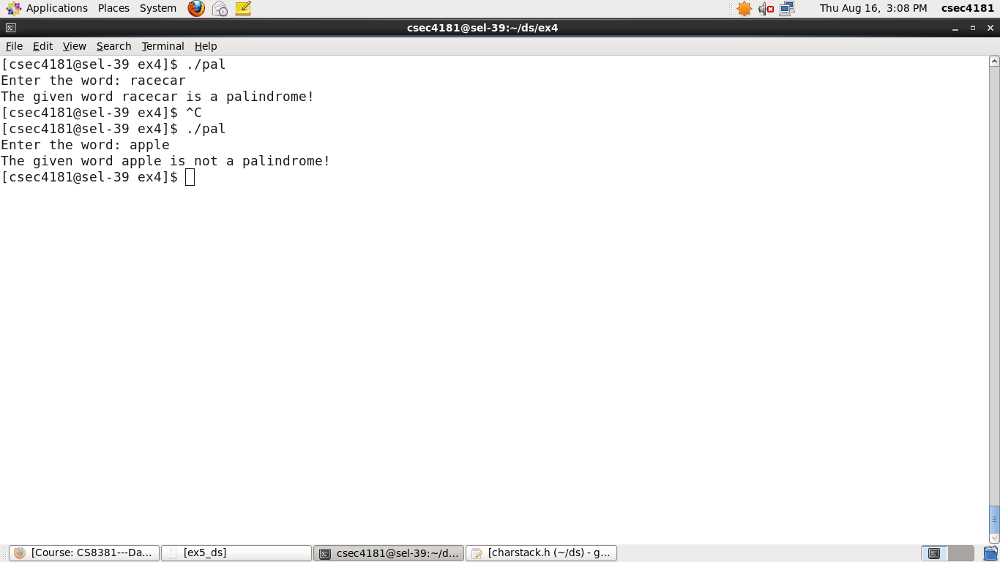 Applications Places System Thu Aug 16, 3:08 PM csec4181
csec4181@sel-39:~/ds/ex4
File Edit View Search Terminal Help
[csec4181@sel-39 ex4]$ ./pal
Enter the word: racecar
The given word racecar is a palindrome!
[csec4181@sel-39 ex4]$ ^C
[csec4181@sel-39 ex4]$ ./pal
Enter the word: apple
The given word apple is not a palindrome!
[csec4181@sel-39 ex4]$
[Course: CS8381---Da... [ex5_ds] csec4181@sel-39:~/d... [charstack.h (~/ds) - g...